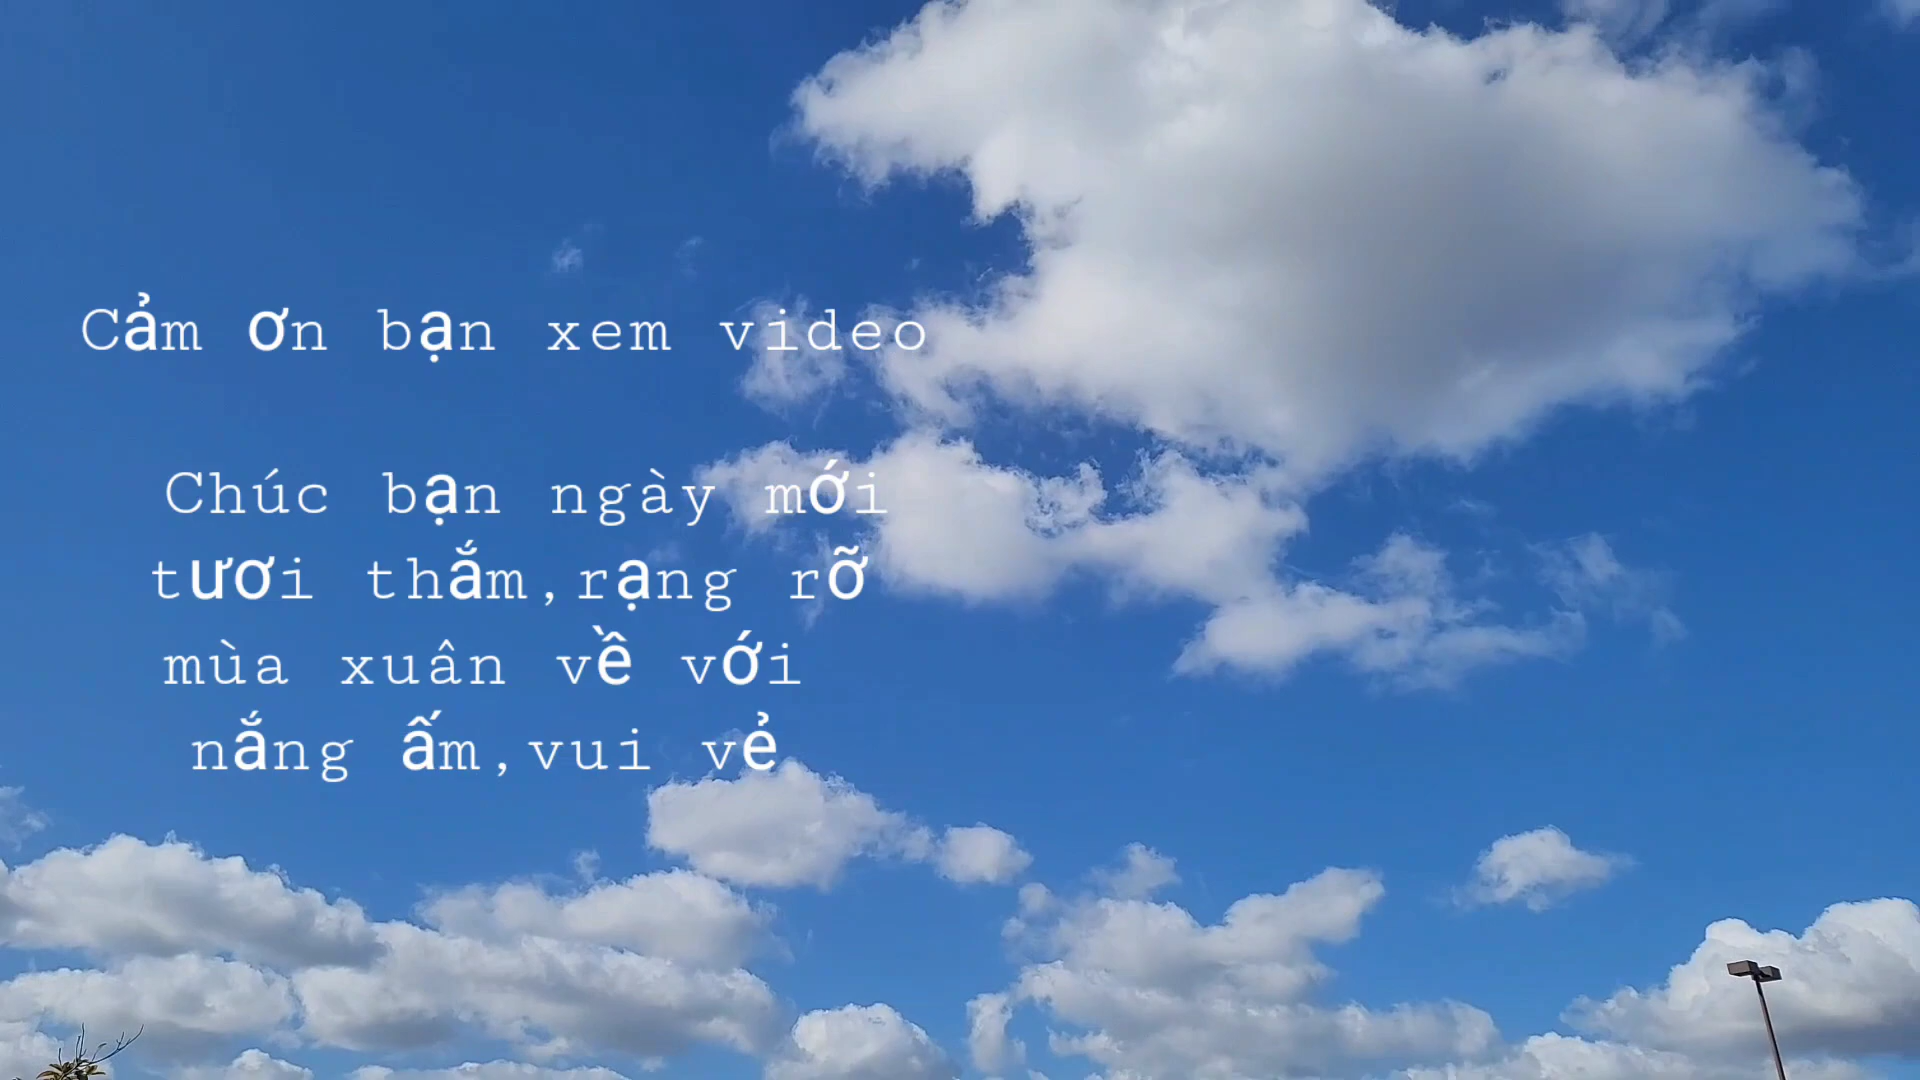 Cảm ơn bạn xem video
Chúc bạn ngày mới
tươi thắm,rạng rỡ
mùa xuân về với
nắng ấm,vui vẻ